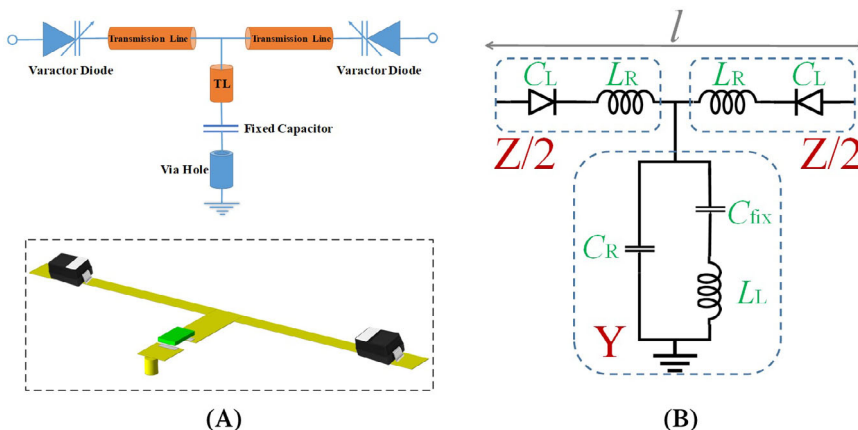 Transmission Line
Transmission Line
Varactor Diode
Varactor Diode
TL
Fixed Capacitor
Via Hole
(A)
l
CL
LR
LR
CL
Z/2
Z/2
Cfix
CR
LL
Y
(B)